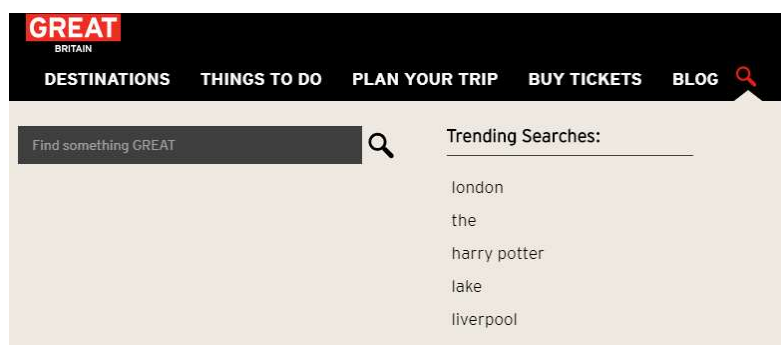 GREAT
BRITAIN
DESTINATIONS THINGS TO DO PLAN YOUR TRIP BUY TICKETS BLOG
Find something GREAT
Trending Searches:
london
the
harry potter
lake
liverpool